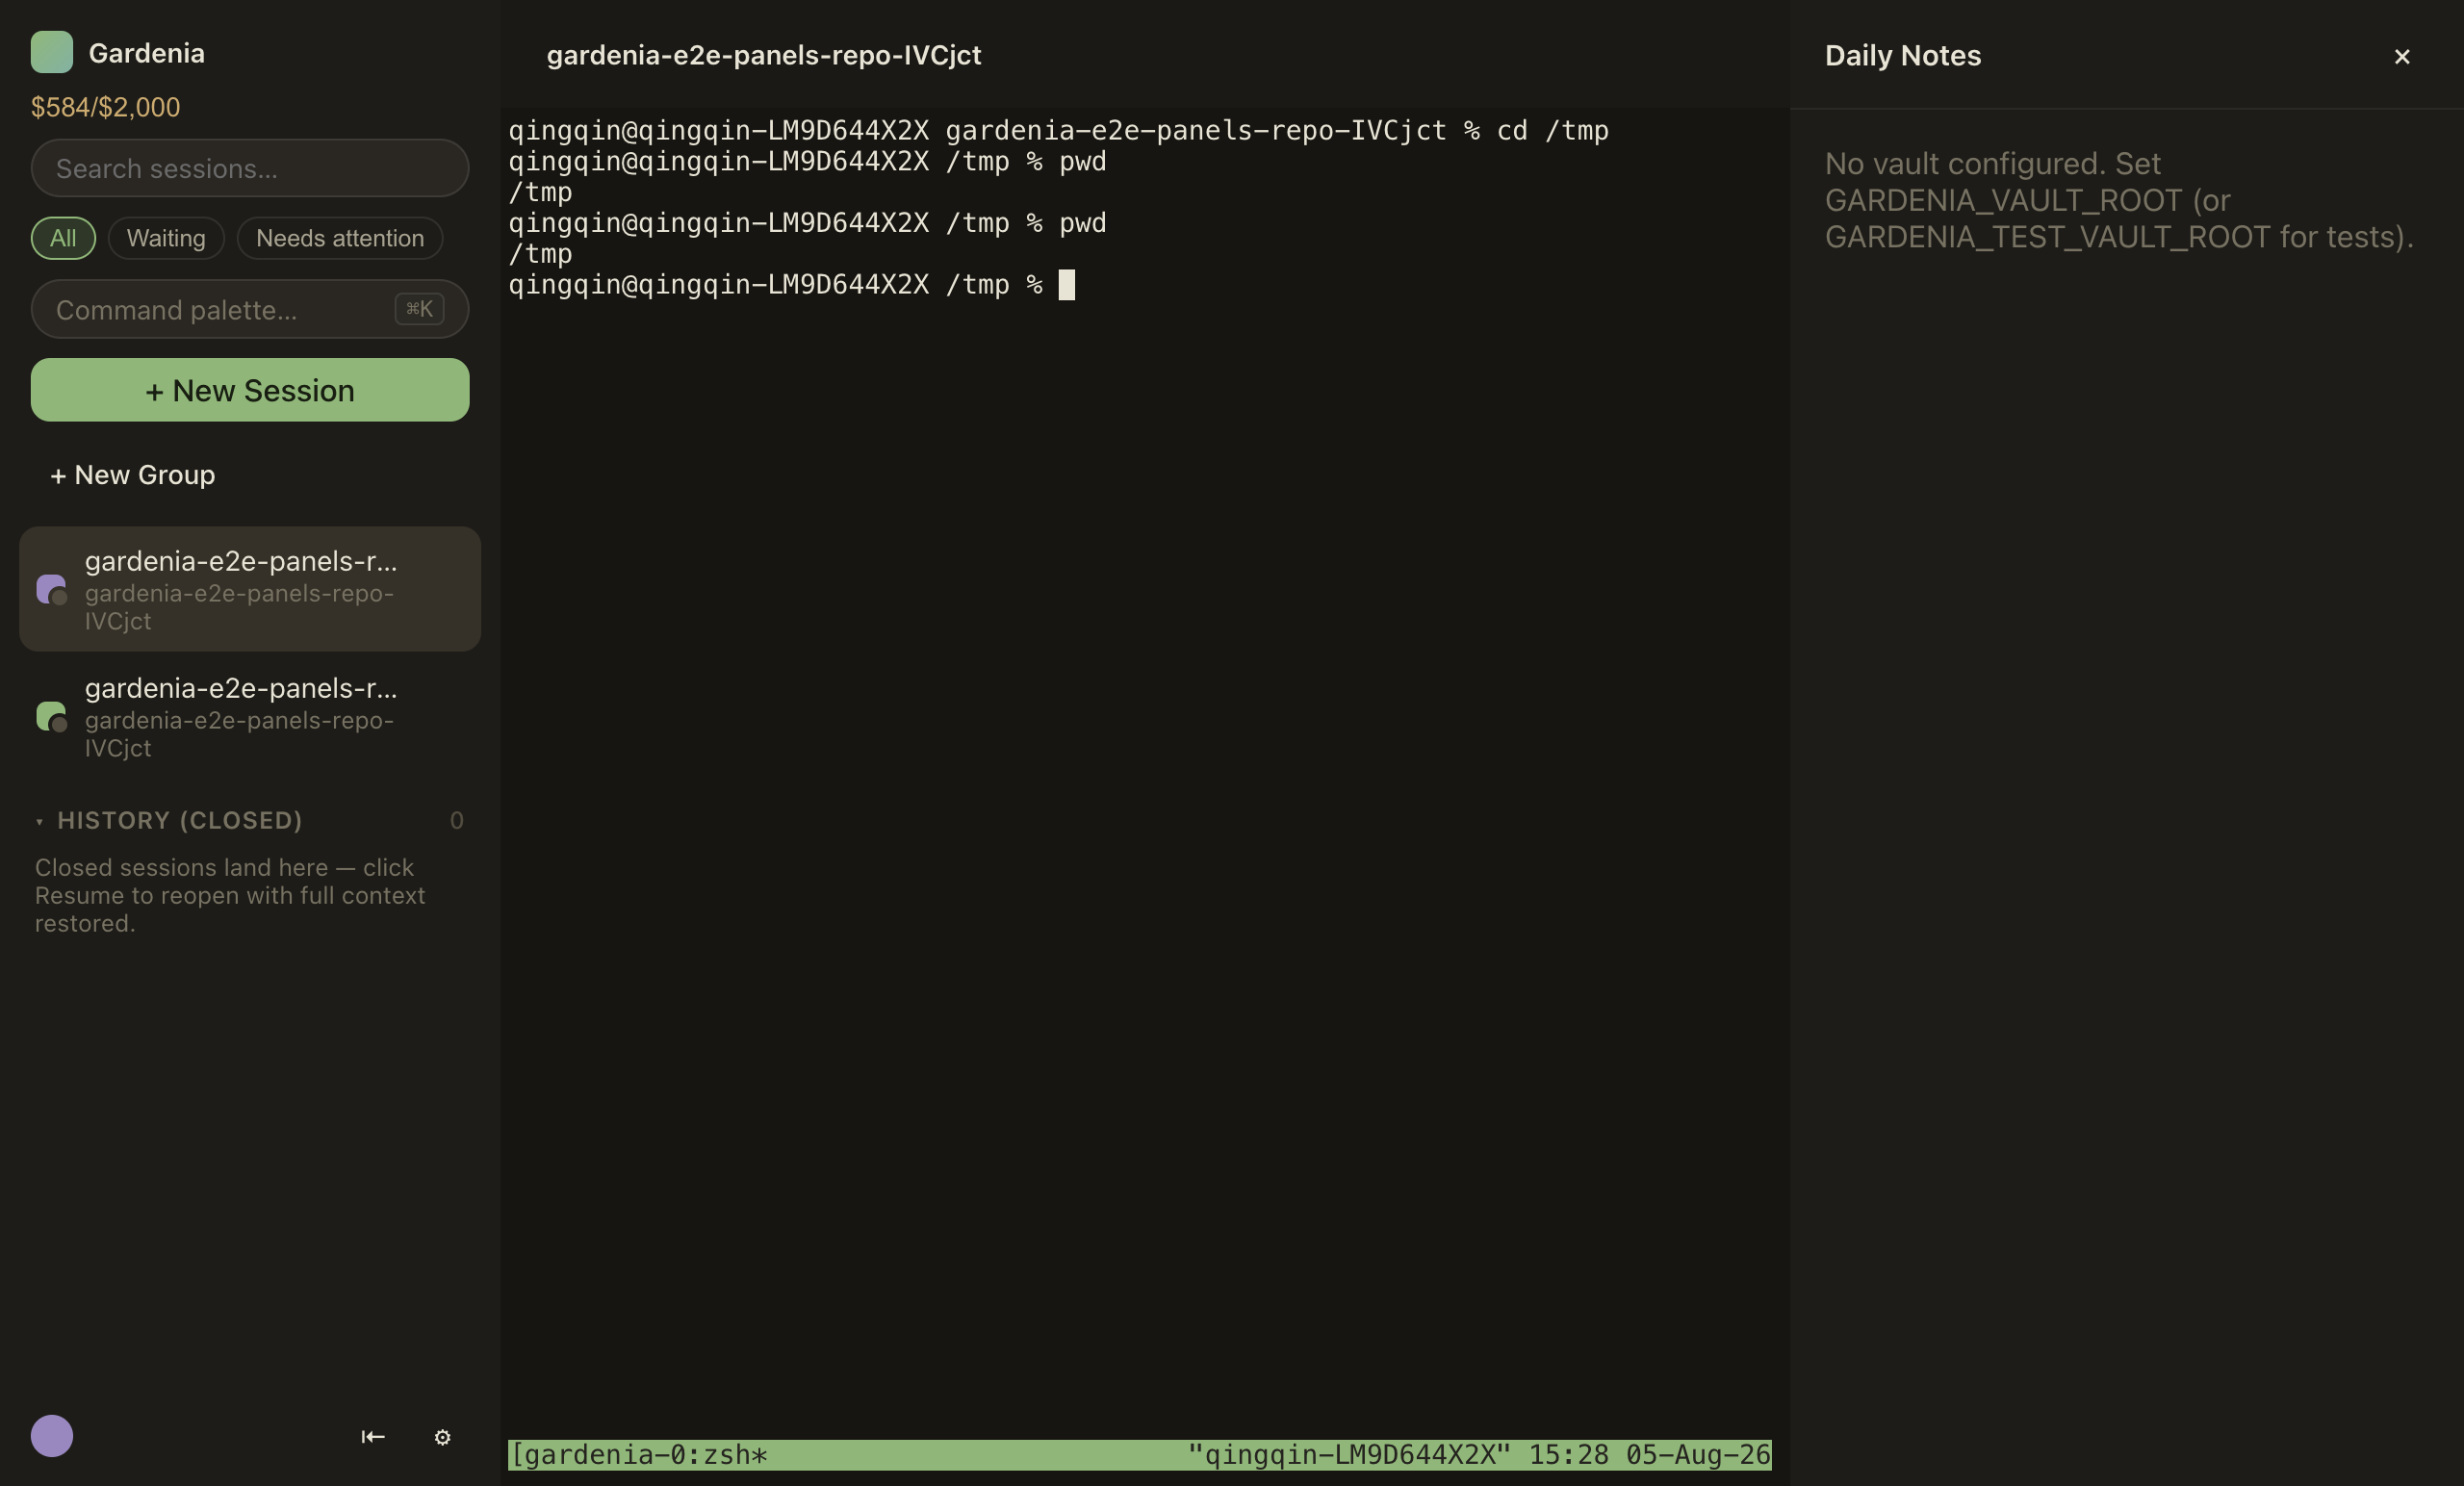 Gardenia
$584/$2,000
Search sessions...
All
Waiting
Needs attention
Command palette...
⌘K
+ New Session
+ New Group
gardenia-e2e-panels-r...
gardenia-e2e-panels-repo-
IVCjct
gardenia-e2e-panels-r...
gardenia-e2e-panels-repo-
IVCjct
HISTORY (CLOSED)
0
Closed sessions land here — click
Resume to reopen with full context
restored.
gardenia-e2e-panels-repo-IVCjct
qingqin@qingqin-LM9D644X2X gardenia-e2e-panels-repo-IVCjct % cd /tmp
qingqin@qingqin-LM9D644X2X /tmp % pwd
/tmp
qingqin@qingqin-LM9D644X2X /tmp % pwd
/tmp
qingqin@qingqin-LM9D644X2X /tmp %
[gardenia-0:zsh* "qingqin-LM9D644X2X" 15:28 05-Aug-26
Daily Notes
×
No vault configured. Set
GARDENIA_VAULT_ROOT (or
GARDENIA_TEST_VAULT_ROOT for tests).